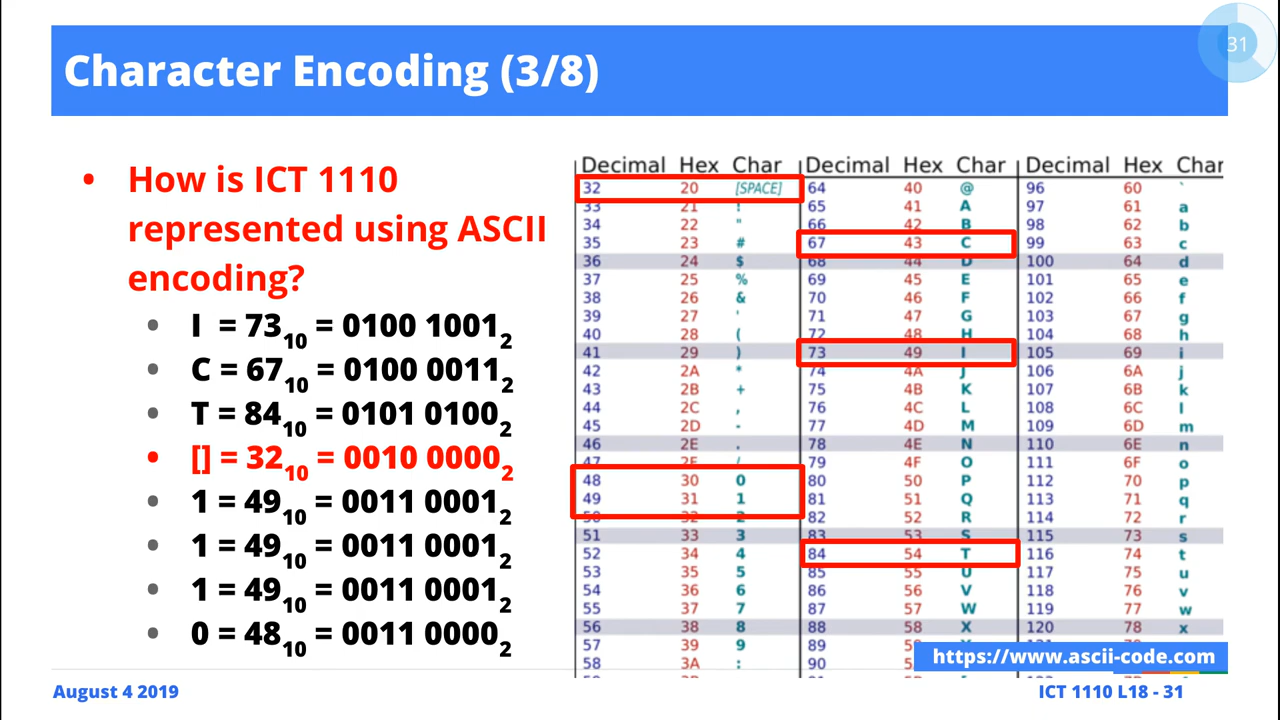 31
Character Encoding (3/8)
• How is ICT 1110
represented using ASCII
encoding?
• I = 73₁₀ = 0100 1001₂
• C = 67₁₀ = 0100 0011₂
• T = 84₁₀ = 0101 0100₂
• [] = 32₁₀ = 0010 0000₂
• 1 = 49₁₀ = 0011 0001₂
• 1 = 49₁₀ = 0011 0001₂
• 1 = 49₁₀ = 0011 0001₂
• 0 = 48₁₀ = 0011 0000₂
Decimal Hex Char Decimal Hex Char Decimal Hex Char
32 20 [SPACE] 64 40 @ 96 60 `
33 21 ! 65 41 A 97 61 a
34 22 " 66 42 B 98 62 b
35 23 # 67 43 C 99 63 c
36 24 $ 68 44 D 100 64 d
37 25 % 69 45 E 101 65 e
38 26 & 70 46 F 102 66 f
39 27 ' 71 47 G 103 67 g
40 28 ( 72 48 H 104 68 h
41 29 ) 73 49 I 105 69 i
42 2A * 74 4A J 106 6A j
43 2B + 75 4B K 107 6B k
44 2C , 76 4C L 108 6C l
45 2D - 77 4D M 109 6D m
46 2E . 78 4E N 110 6E n
47 2F / 79 4F O 111 6F o
48 30 0 80 50 P 112 70 p
49 31 1 81 51 Q 113 71 q
50 32 2 82 52 R 114 72 r
51 33 3 83 53 S 115 73 s
52 34 4 84 54 T 116 74 t
53 35 5 85 55 U 117 75 u
54 36 6 86 56 V 118 76 v
55 37 7 87 57 W 119 77 w
56 38 8 88 58 X 120 78 x
57 39 9 89
58 3A : 90
https://www.ascii-code.com
August 4 2019
ICT 1110 L18 - 31